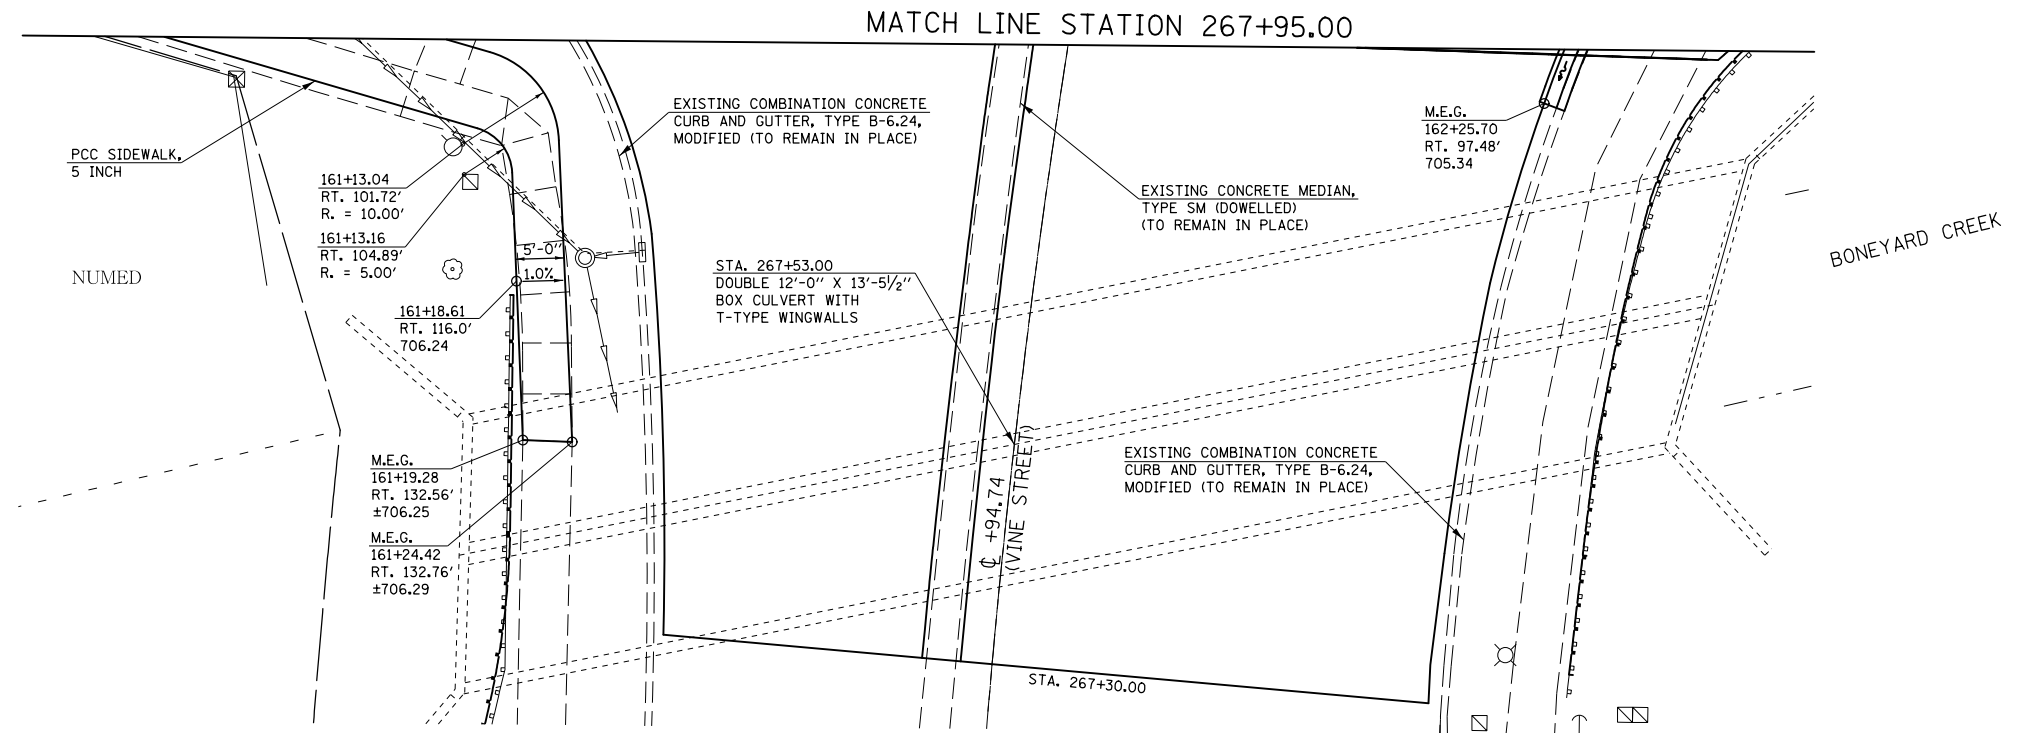 MATCH LINE STATION 267+95.00
PCC SIDEWALK,
5 INCH
NUMED
161+13.04
RT. 101.72'
R. = 10.00'
161+13.16
RT. 104.89'
R. = 5.00'
161+18.61
RT. 116.0'
706.24
5'-0"
1.0%
M.E.G.
161+19.28
RT. 132.56'
±706.25
M.E.G.
161+24.42
RT. 132.76'
±706.29
EXISTING COMBINATION CONCRETE
CURB AND GUTTER, TYPE B-6.24,
MODIFIED (TO REMAIN IN PLACE)
STA. 267+53.00
DOUBLE 12'-0" X 13'-5½"
BOX CULVERT WITH
T-TYPE WINGWALLS
EXISTING CONCRETE MEDIAN,
TYPE SM (DOWELLED)
(TO REMAIN IN PLACE)
M.E.G.
162+25.70
RT. 97.48'
705.34
BONEYARD CREEK
EXISTING COMBINATION CONCRETE
CURB AND GUTTER, TYPE B-6.24,
MODIFIED (TO REMAIN IN PLACE)
℄ +94.74
(VINE STREET)
STA. 267+30.00